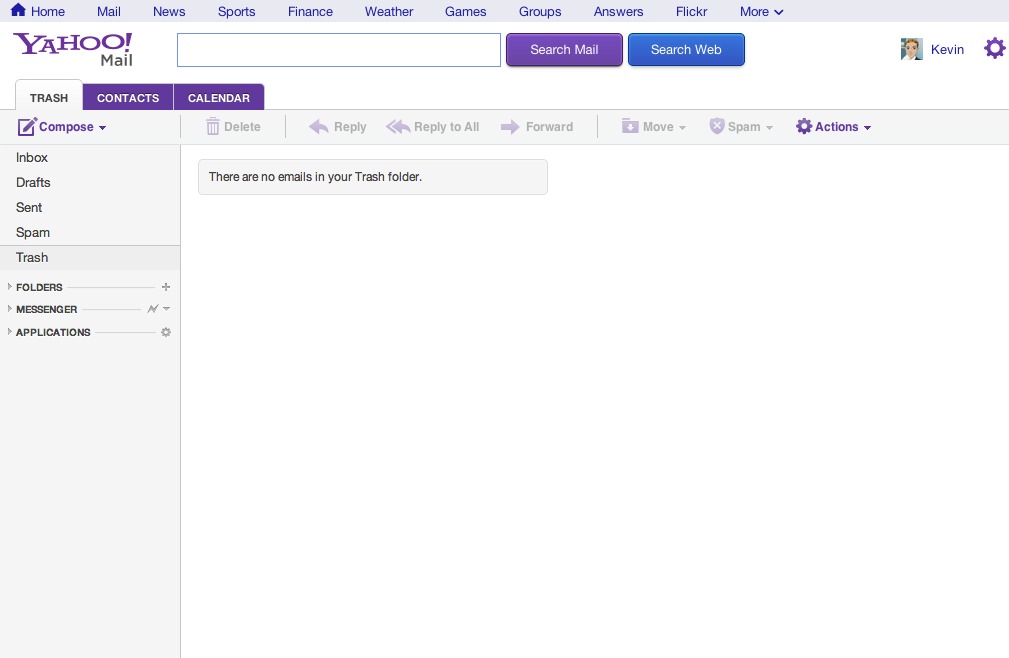 Home Mail News Sports Finance Weather Games Groups Answers Flickr More
YAHOO! Mail
Search Mail Search Web Kevin
TRASH CONTACTS CALENDAR
Compose Delete Reply Reply to All Forward Move Spam Actions
Inbox
Drafts
Sent
Spam
Trash
FOLDERS
MESSENGER
APPLICATIONS
There are no emails in your Trash folder.